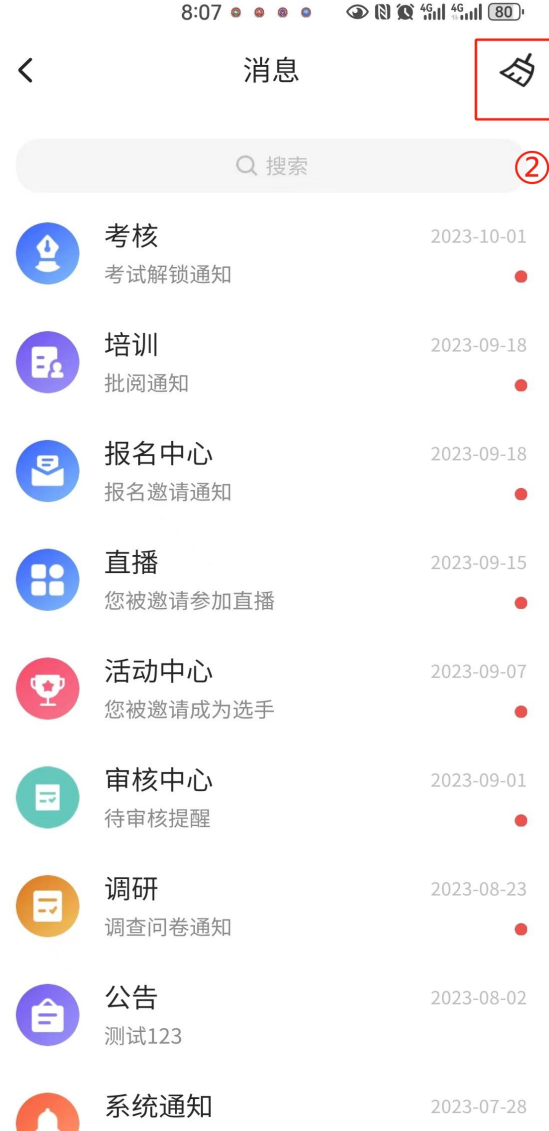 8:07 4G 4G 80
消息
搜索
②
考核 2023-10-01
考试解锁通知
培训 2023-09-18
批阅通知
报名中心 2023-09-18
报名邀请通知
直播 2023-09-15
您被邀请参加直播
活动中心 2023-09-07
您被邀请成为选手
审核中心 2023-09-01
待审核提醒
调研 2023-08-23
调查问卷通知
公告 2023-08-02
测试123
系统通知 2023-07-28